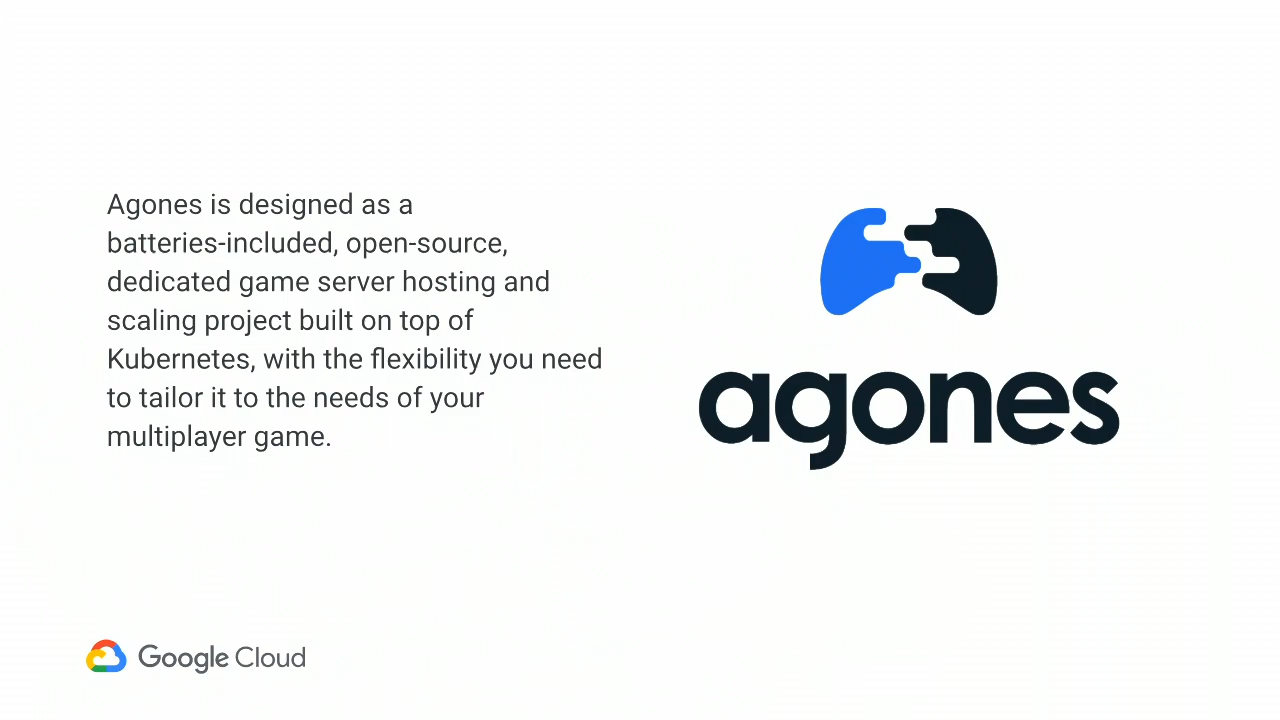 Agones is designed as a
batteries-included, open-source,
dedicated game server hosting and
scaling project built on top of
Kubernetes, with the flexibility you need
to tailor it to the needs of your
multiplayer game.
agones
Google Cloud